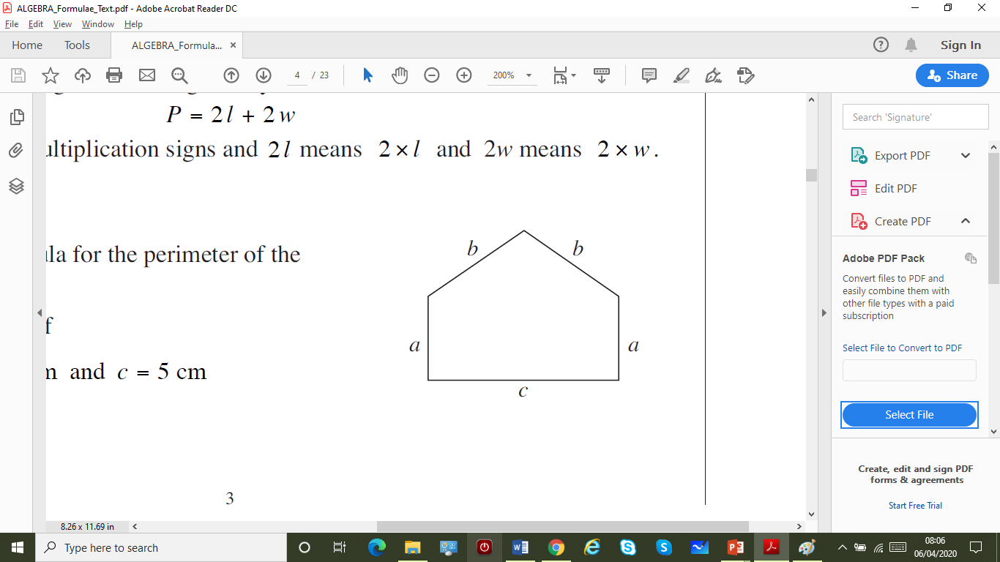 ALGEBRA_Formulae_Text.pdf - Adobe Acrobat Reader DC
File Edit View Window Help
Home Tools ALGEBRA_Formula... × Sign In
4 / 23 200% Share
P = 2l + 2w
ultiplication signs and 2l means 2 × l and 2w means 2 × w.
ula for the perimeter of the
f
m and c = 5 cm
b b
a a
c
3
8.26 x 11.69 in
Search 'Signature'
Export PDF
Edit PDF
Create PDF
Adobe PDF Pack
Convert files to PDF and
easily combine them with
other file types with a paid
subscription
Select File to Convert to PDF
Select File
Create, edit and sign PDF
forms & agreements
Start Free Trial
Type here to search
08:06
06/04/2020